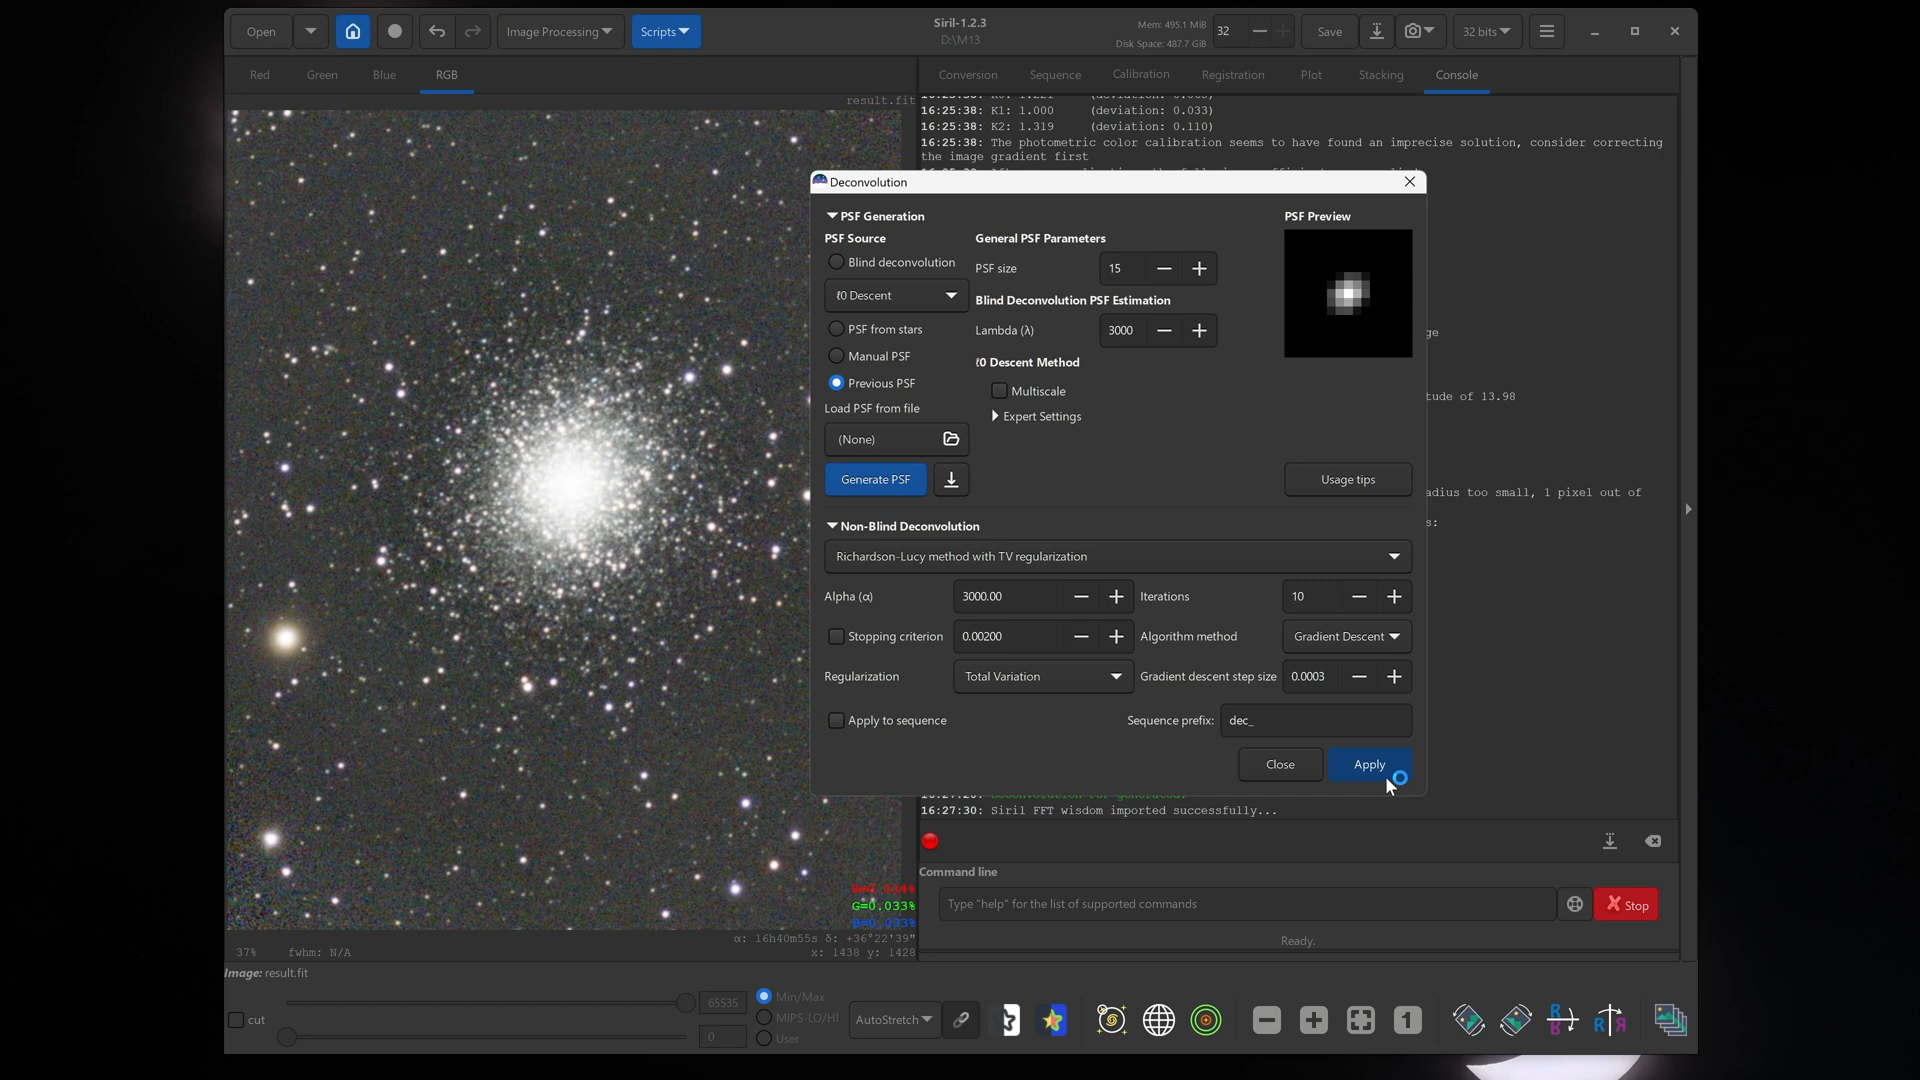 Open
Image Processing
Scripts
Siril-1.2.3
D:\M13
Mem: 495.1 MiB
Disk Space: 487.7 GiB
32
Save
32 bits
Red
Green
Blue
RGB
Conversion
Sequence
Calibration
Registration
Plot
Stacking
Console
result.fit
16:25:38: K1: 1.000 (deviation: 0.033)
16:25:38: K2: 1.319 (deviation: 0.110)
16:25:38: The photometric color calibration seems to have found an imprecise solution, consider correcting
the image gradient first
Deconvolution
PSF Generation
PSF Source
Blind deconvolution
ℓ0 Descent
PSF from stars
Manual PSF
Previous PSF
Load PSF from file
(None)
Generate PSF
General PSF Parameters
PSF size
15
Blind Deconvolution PSF Estimation
Lambda (λ)
3000
ℓ0 Descent Method
Multiscale
Expert Settings
PSF Preview
Usage tips
ge
tude of 13.98
adius too small, 1 pixel out of
s:
Non-Blind Deconvolution
Richardson-Lucy method with TV regularization
Alpha (α)
3000.00
Iterations
10
Stopping criterion
0.00200
Algorithm method
Gradient Descent
Regularization
Total Variation
Gradient descent step size
0.0003
Apply to sequence
Sequence prefix:
dec_
Close
Apply
16:27:30: Siril FFT wisdom imported successfully...
Command line
Type "help" for the list of supported commands
Stop
Ready.
G=0.033%
B=0.033%
α: 16h40m55s δ: +36°22'39"
37%
fwhm: N/A
x: 1438 y: 1428
Image: result.fit
cut
65535
0
Min/Max
MIPS-LO/HI
User
AutoStretch
1
R
R
R
R